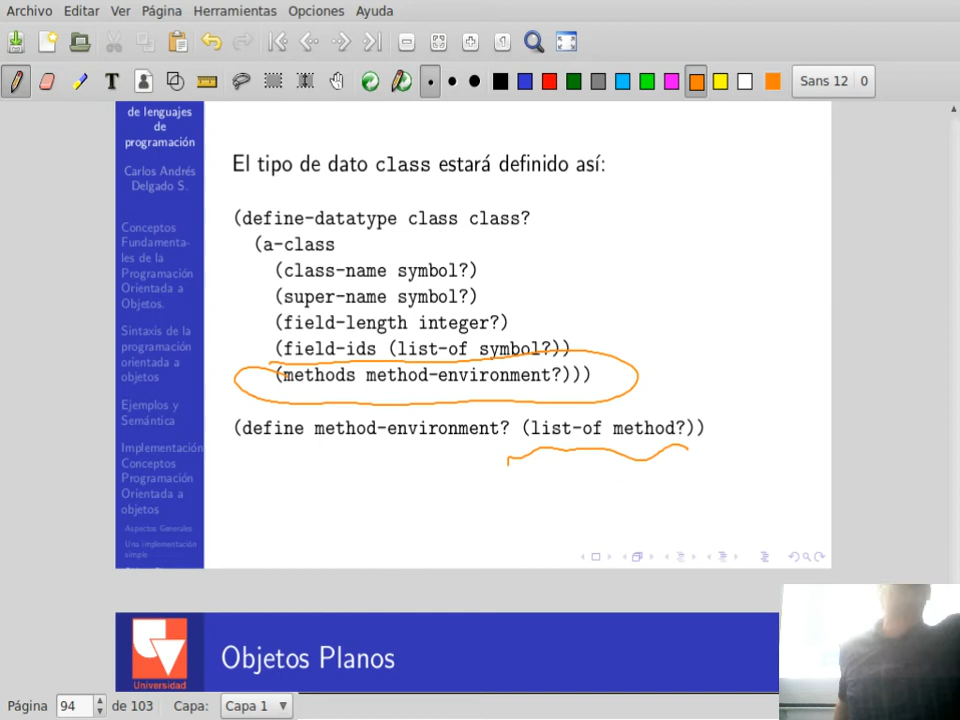 Archivo Editar Ver Página Herramientas Opciones Ayuda
T Sans 12 0
de lenguajes
de
programación
Carlos Andrés
Delgado S.
Conceptos
Fundamenta-
les de la
Programación
Orientada a
Objetos.
Sintaxis de la
programación
orientada a
objetos
Ejemplos y
Semántica
Implementación
Conceptos
Programación
Orientada a
objetos
Aspectos Generales
Una implementación
simple
El tipo de dato class estará definido así:
(define-datatype class class?
(a-class
(class-name symbol?)
(super-name symbol?)
(field-length integer?)
(field-ids (list-of symbol?))
(methods method-environment?)))
(define method-environment? (list-of method?))
Objetos Planos
Universidad
Página 94 de 103 Capa: Capa 1